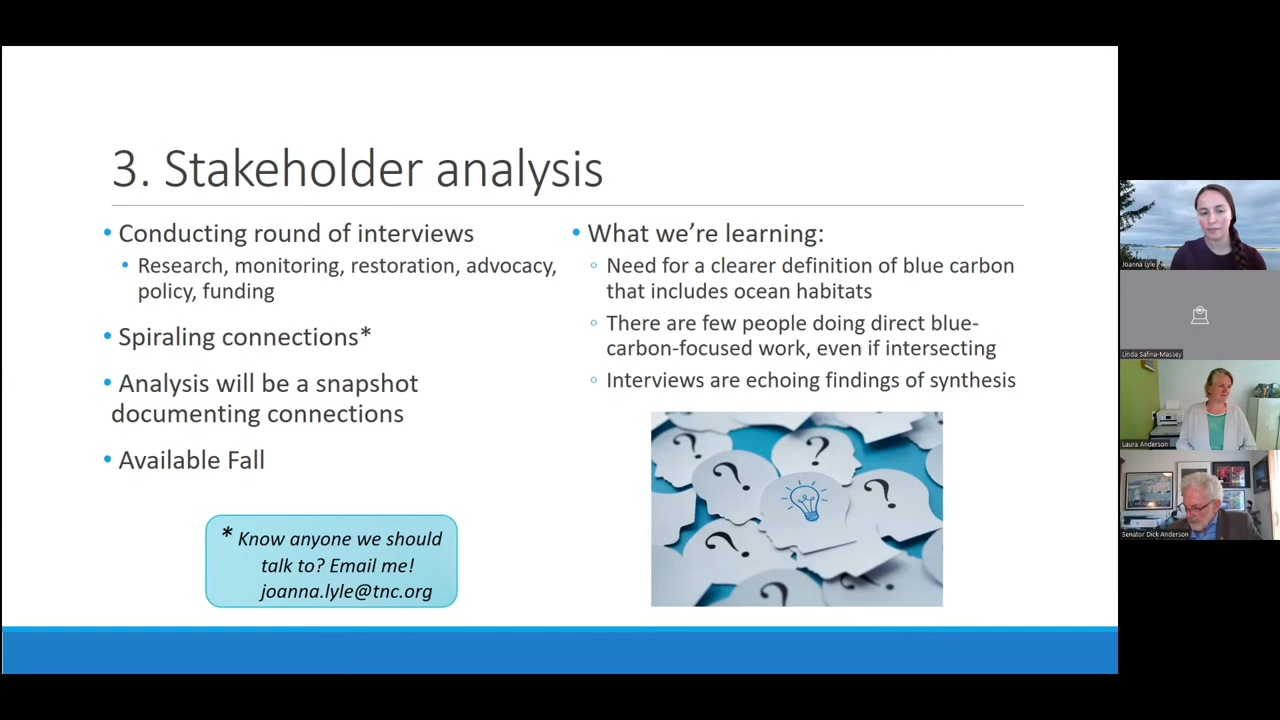 3. Stakeholder analysis
• Conducting round of interviews
• Research, monitoring, restoration, advocacy,
policy, funding
• Spiraling connections*
• Analysis will be a snapshot
documenting connections
• Available Fall
* Know anyone we should
talk to? Email me!
joanna.lyle@tnc.org
• What we’re learning:
◦ Need for a clearer definition of blue carbon
that includes ocean habitats
◦ There are few people doing direct blue-
carbon-focused work, even if intersecting
◦ Interviews are echoing findings of synthesis
? ? ? ? ? ?
Joanna Lyle
Linda Safina-Massey
Laura Anderson
Senator Dick Anderson